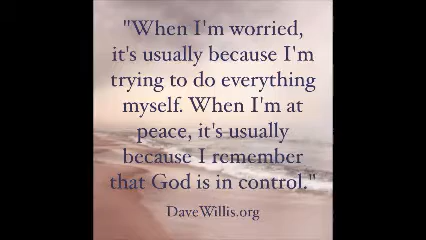 "When I'm worried,
it's usually because I'm
trying to do everything
myself. When I'm at
peace, it's usually
because I remember
that God is in control."
DaveWillis.org